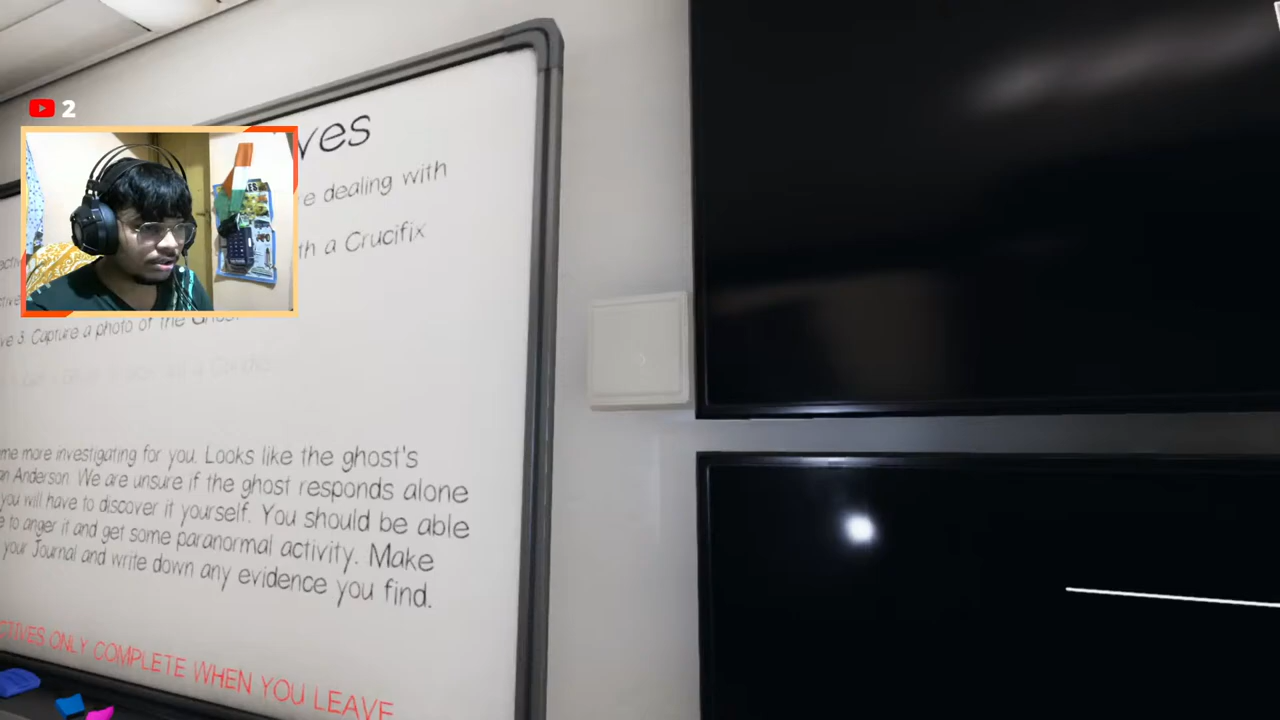 2
ves
e dealing with
th a Crucifix
ve 3. Capture a photo of the Ghost
me more investigating for you. Looks like the ghost's
an Anderson. We are unsure if the ghost responds alone
you will have to discover it yourself. You should be able
e to anger it and get some paranormal activity. Make
your Journal and write down any evidence you find.
CTIVES ONLY COMPLETE WHEN YOU LEAVE